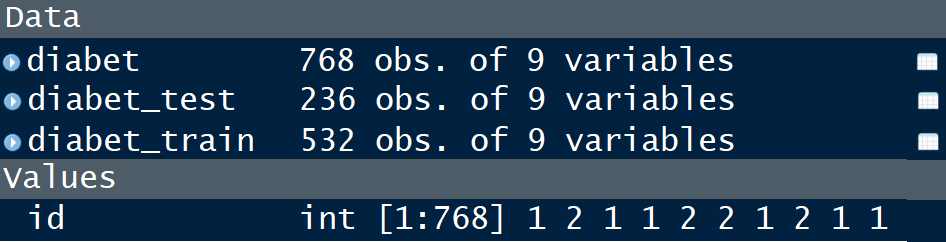 Data
diabet 768 obs. of 9 variables
diabet_test 236 obs. of 9 variables
diabet_train 532 obs. of 9 variables
Values
id int [1:768] 1 2 1 1 2 2 1 2 1 1